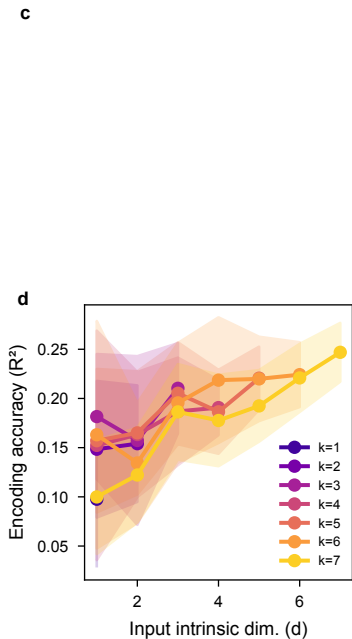 c
d
Encoding accuracy (R²)
0.25
0.20
0.15
0.10
0.05
k=1
k=2
k=3
k=4
k=5
k=6
k=7
2
4
6
Input intrinsic dim. (d)